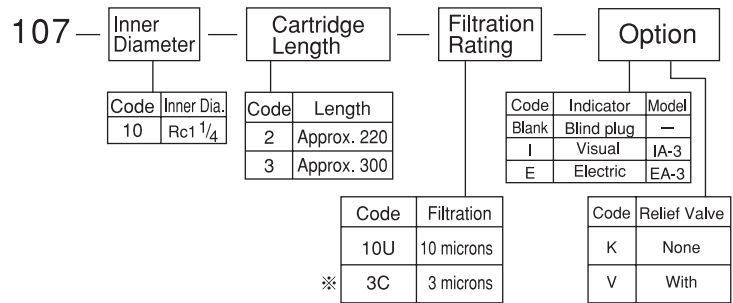 107 — Inner Diameter — Cartridge Length — Filtration Rating — Option
Code Inner Dia.
10 Rc1 1/4
Code Length
2 Approx. 220
3 Approx. 300
Code Indicator Model
Blank Blind plug —
I Visual IA-3
E Electric EA-3
Code Filtration
10U 10 microns
※ 3C 3 microns
Code Relief Valve
K None
V With